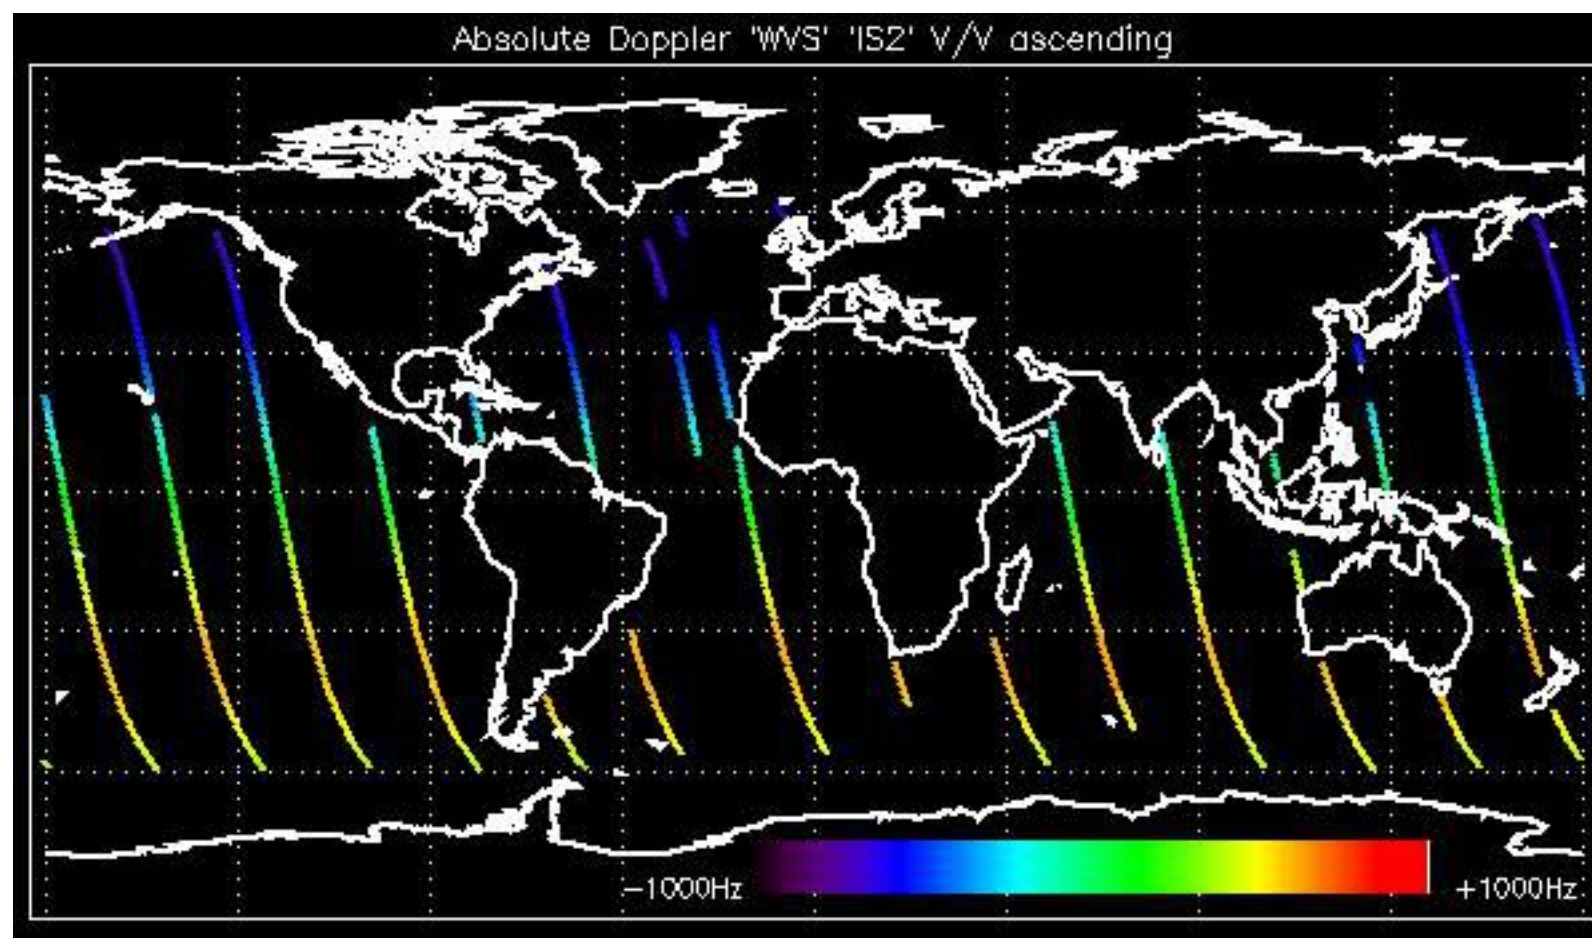 Absolute Doppler 'WVS' 'IS2' V/V ascending
-1000Hz
+1000Hz